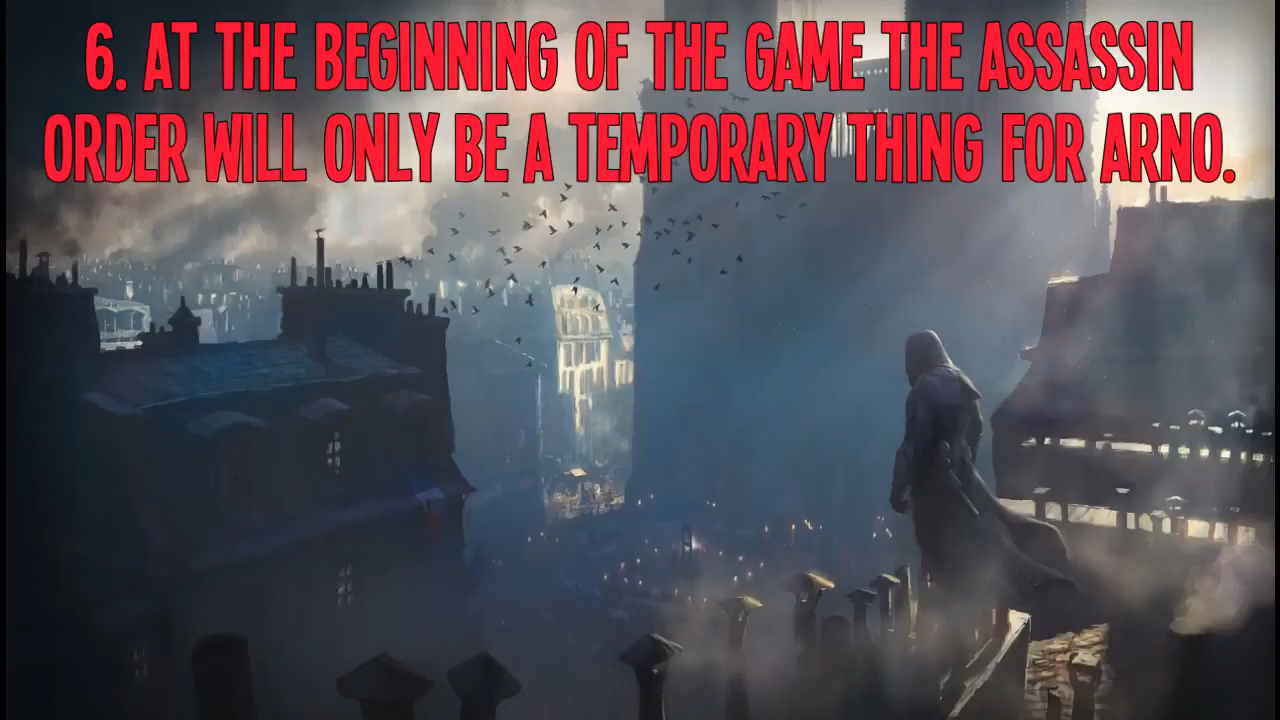 6. AT THE BEGINNING OF THE GAME THE ASSASSIN
ORDER WILL ONLY BE A TEMPORARY THING FOR ARNO.